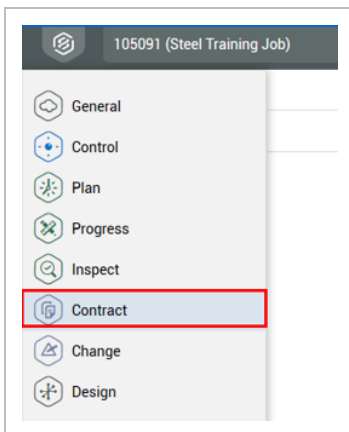 105091 (Steel Training Job)
General
Control
Plan
Progress
Inspect
Contract
Change
Design